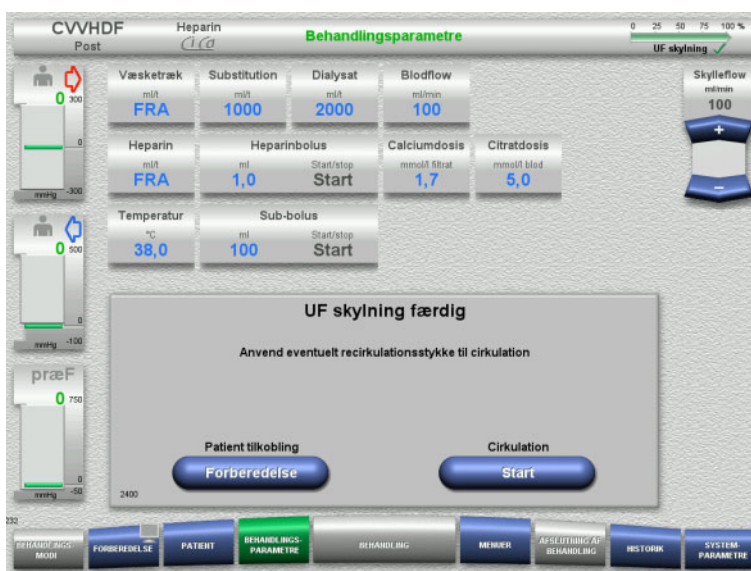 CVVHDF
Post
Heparin
Ci Ca
Behandlingsparametre
0 25 50 75 100 %
UF skylning
Væsketræk
ml/t
FRA
Substitution
ml/t
1000
Dialysat
ml/t
2000
Blodflow
ml/min
100
Skylleflow
ml/min
100
+
−
Heparin
ml/t
FRA
Heparinbolus
ml
1,0
Start/stop
Start
Calciumdosis
mmol/l filtrat
1,7
Citratdosis
mmol/l blod
5,0
Temperatur
°C
38,0
Sub-bolus
ml
100
Start/stop
Start
0
300
0
mmHg
-300
0
500
0
mmHg
-100
præF
0
750
0
mmHg
-50
UF skylning færdig
Anvend eventuelt recirkulationsstykke til cirkulation
Patient tilkobling
Forberedelse
Cirkulation
Start
2400
232
BEHANDLINGS-
MODI
FORBEREDELSE
PATIENT
BEHANDLINGS-
PARAMETRE
BEHANDLING
MENUER
AFSLUTNING AF
BEHANDLING
HISTORIK
SYSTEM-
PARAMETRE